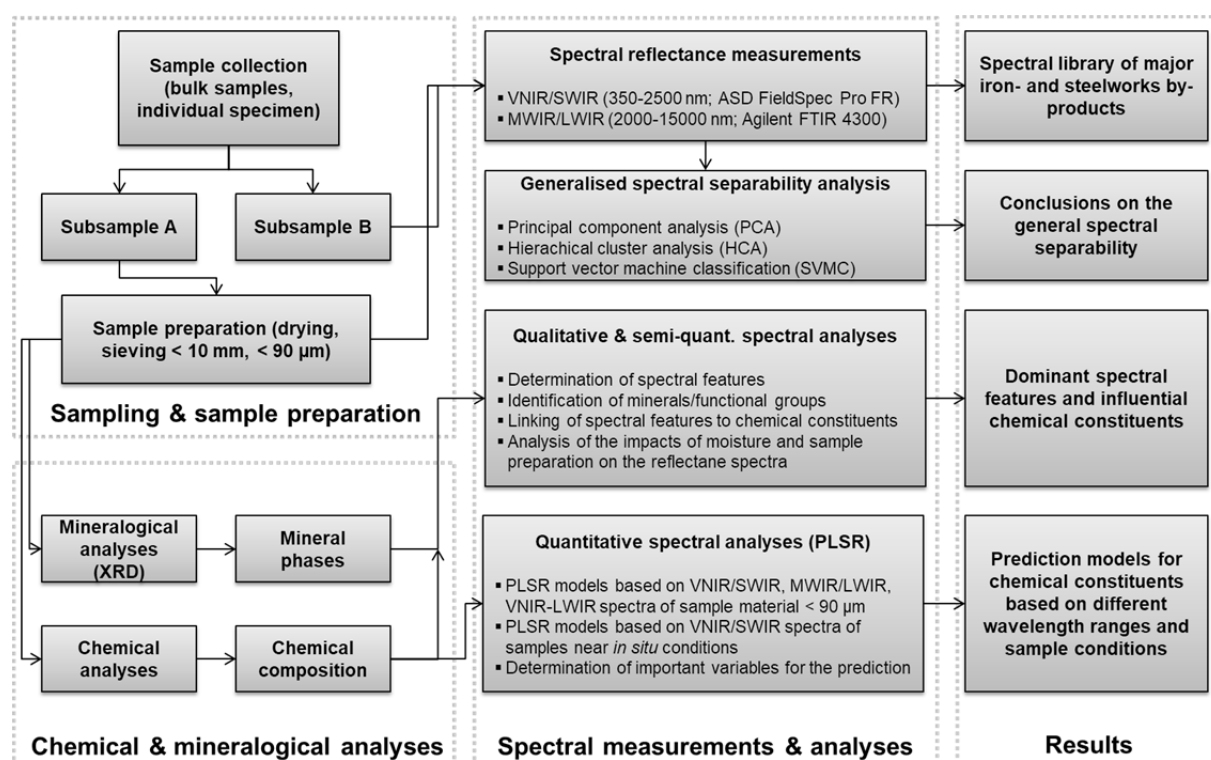 Sample collection
(bulk samples,
individual specimen)
Subsample A
Subsample B
Sample preparation (drying,
sieving < 10 mm, < 90 µm)
Sampling & sample preparation
Mineralogical
analyses
(XRD)
Mineral
phases
Chemical
analyses
Chemical
composition
Chemical & mineralogical analyses
Spectral reflectance measurements
▪ VNIR/SWIR (350-2500 nm; ASD FieldSpec Pro FR)
▪ MWIR/LWIR (2000-15000 nm; Agilent FTIR 4300)
Generalised spectral separability analysis
▪ Principal component analysis (PCA)
▪ Hierachical cluster analysis (HCA)
▪ Support vector machine classification (SVMC)
Qualitative & semi-quant. spectral analyses
▪ Determination of spectral features
▪ Identification of minerals/functional groups
▪ Linking of spectral features to chemical constituents
▪ Analysis of the impacts of moisture and sample
preparation on the reflectane spectra
Quantitative spectral analyses (PLSR)
▪ PLSR models based on VNIR/SWIR, MWIR/LWIR,
VNIR-LWIR spectra of sample material < 90 µm
▪ PLSR models based on VNIR/SWIR spectra of
samples near in situ conditions
▪ Determination of important variables for the prediction
Spectral measurements & analyses
Spectral library of major
iron- and steelworks by-
products
Conclusions on the
general spectral
separability
Dominant spectral
features and influential
chemical constituents
Prediction models for
chemical constituents
based on different
wavelength ranges and
sample conditions
Results